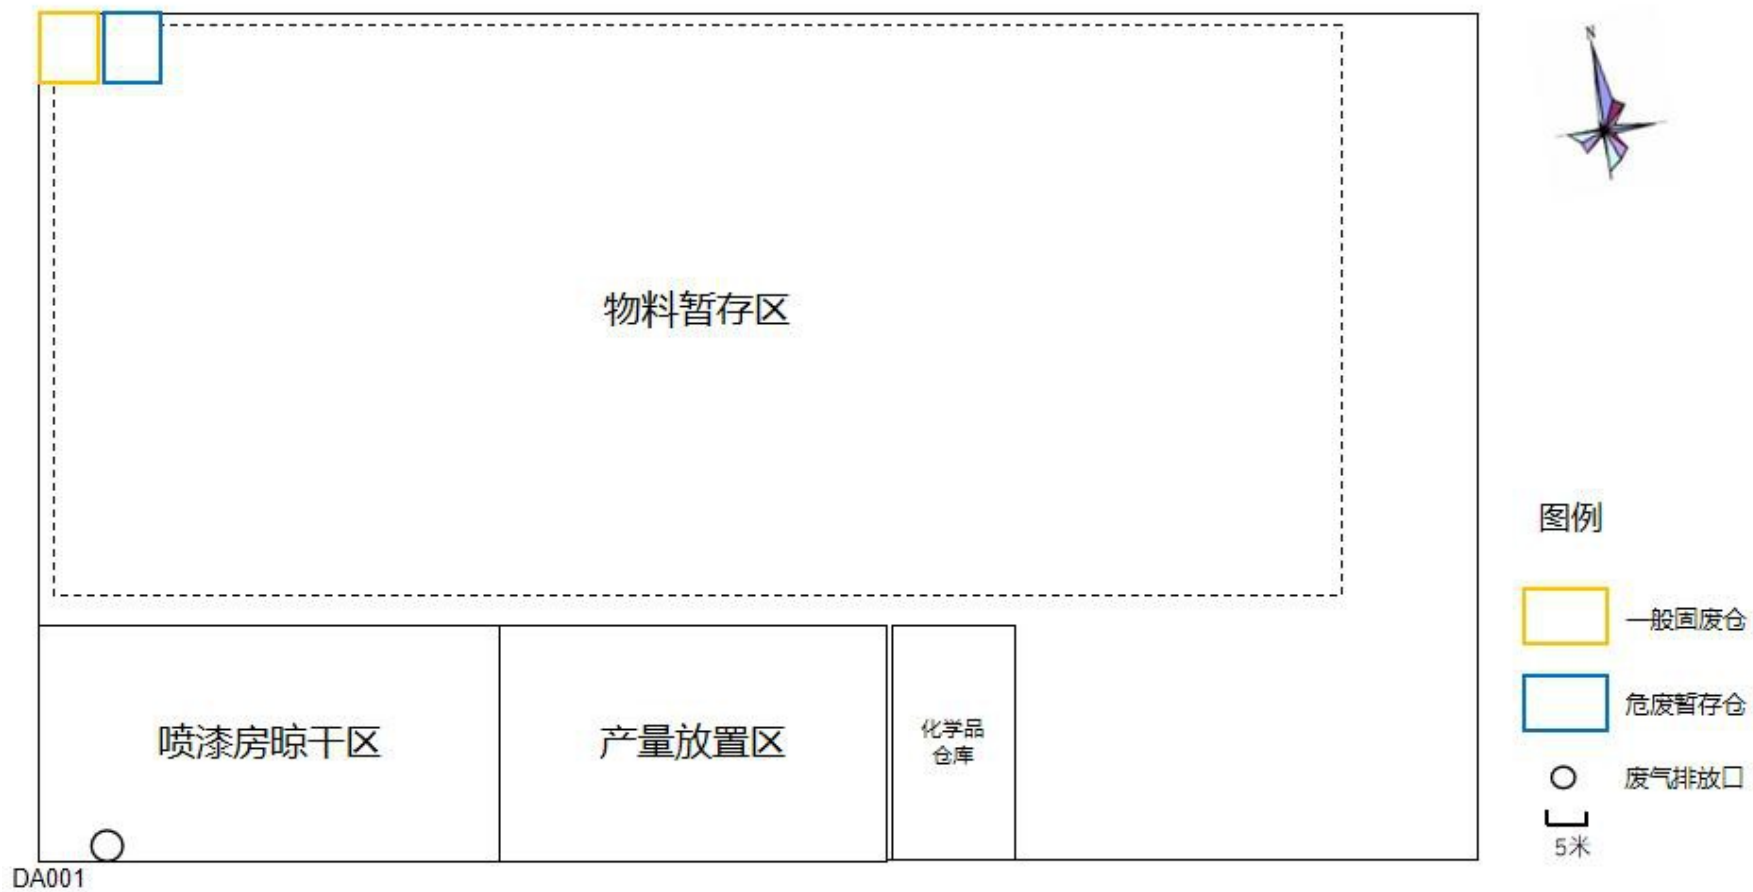 N
物料暂存区
图例
一般固废仓
危废暂存仓
喷漆房晾干区
产量放置区
化学品
仓库
废气排放口
5米
DA001